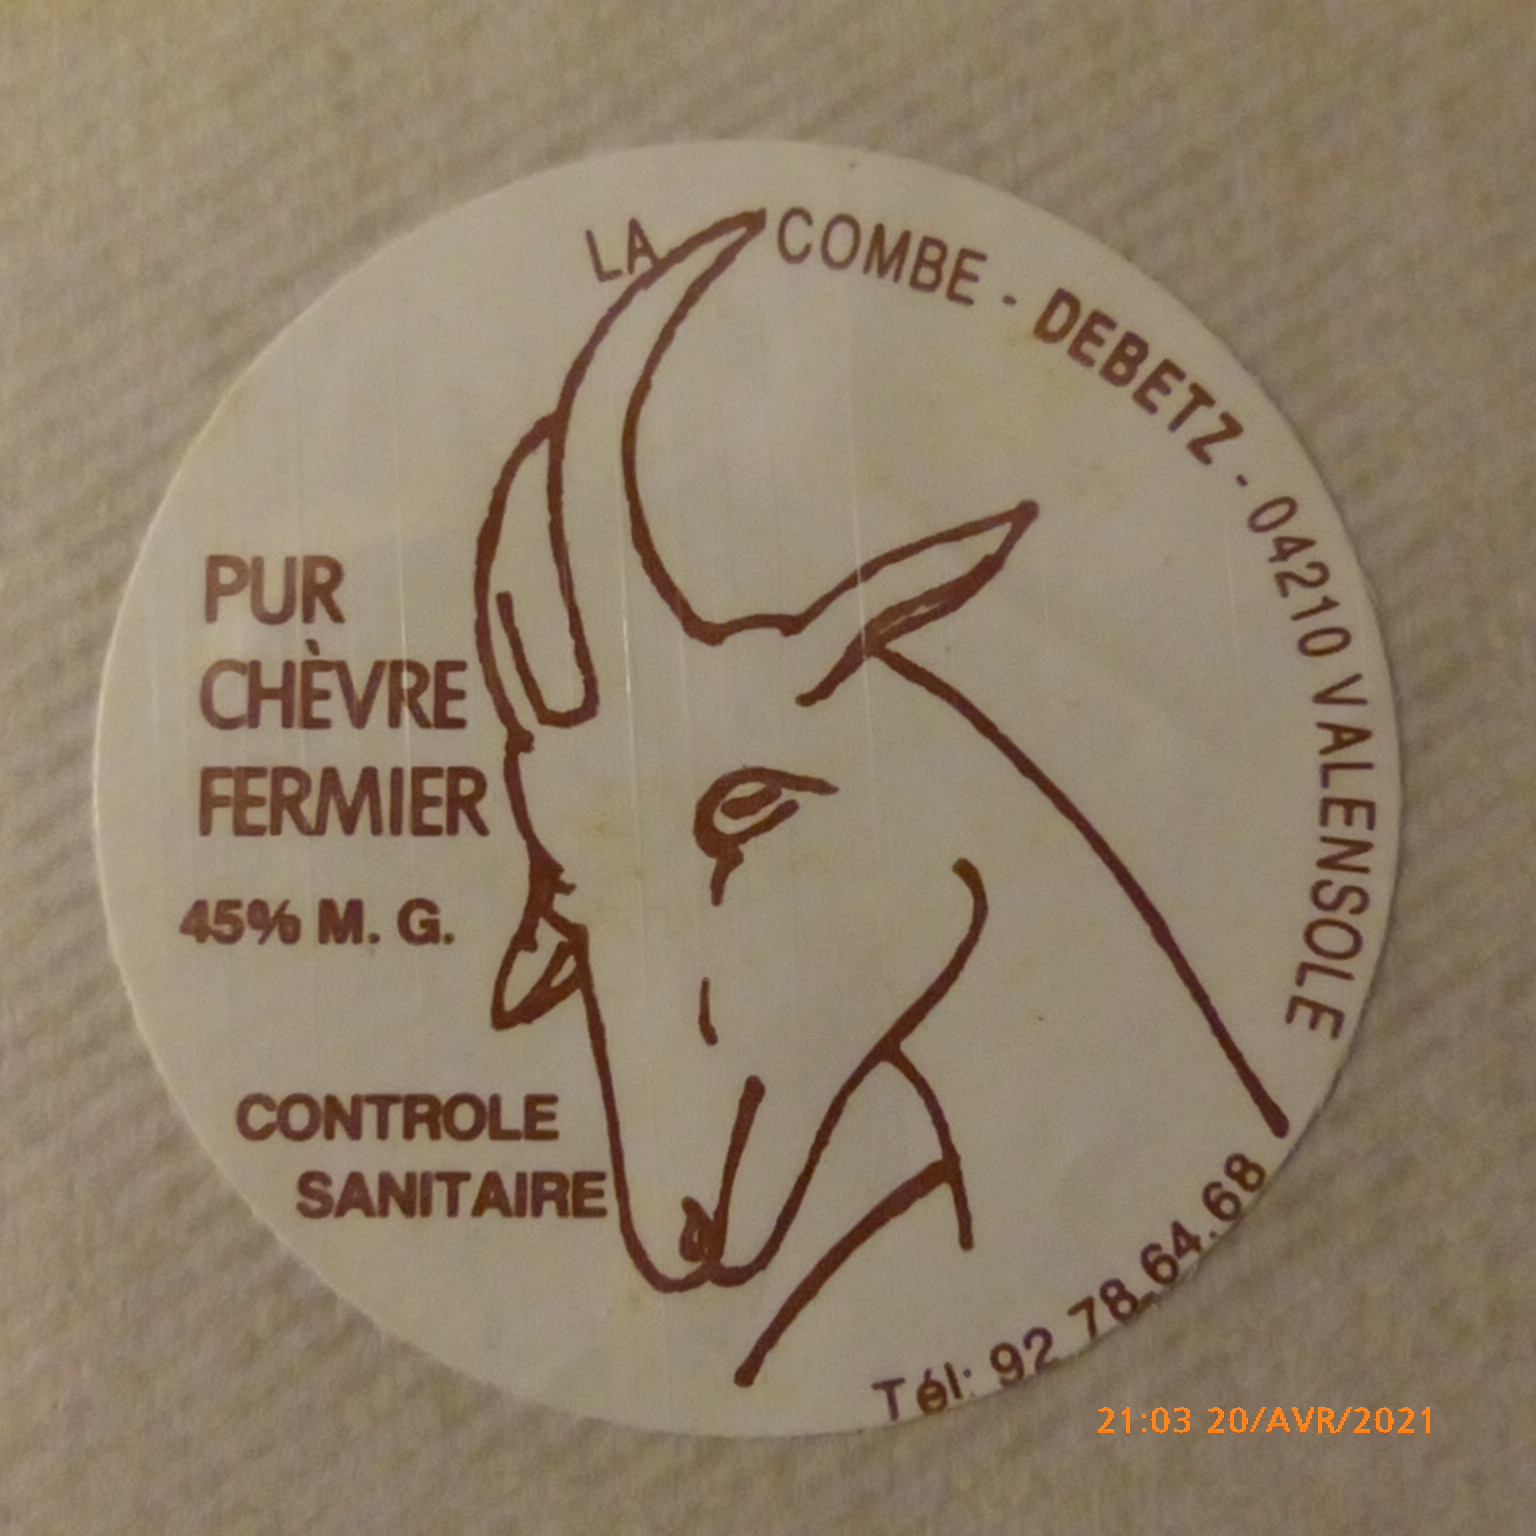 LA COMBE - DEBETZ - 04210 VALENSOLE
PUR
CHÈVRE
FERMIER
45% M. G.
CONTROLE
SANITAIRE
Tél: 92 78.64.68
21:03 20/AVR/2021